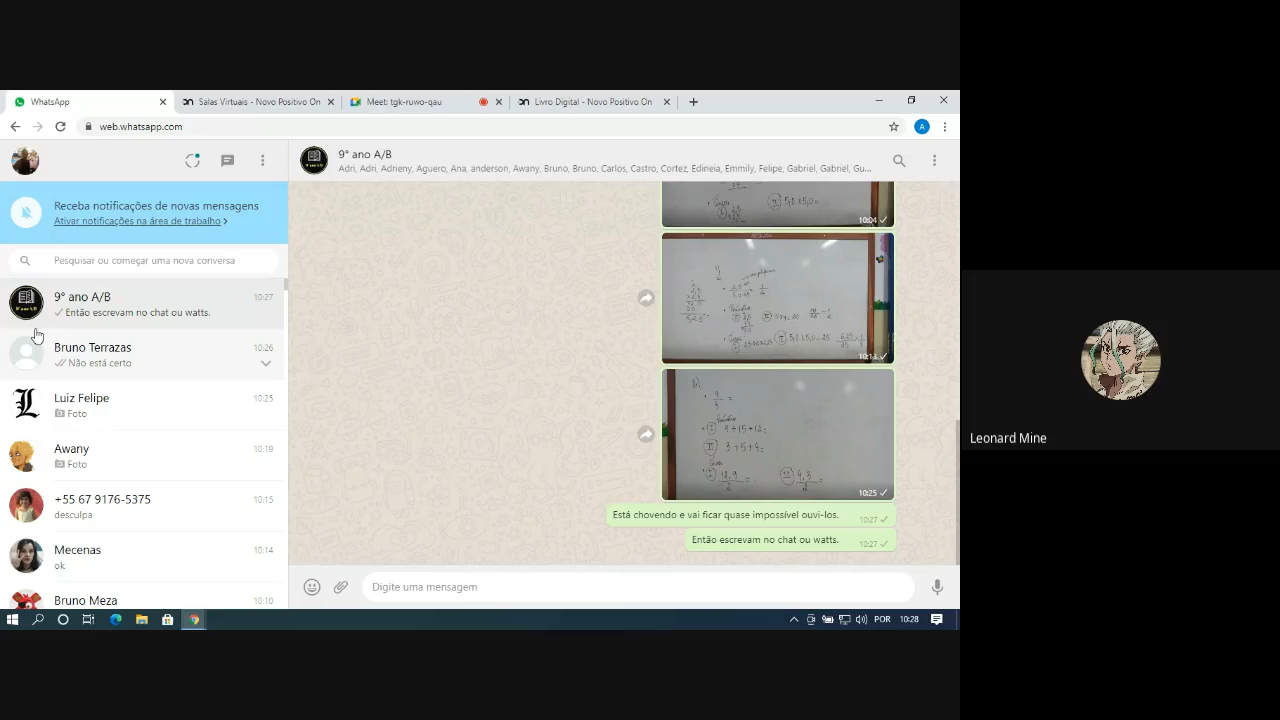 WhatsApp
Salas Virtuais - Novo Positivo On
Meet: tgk-ruwo-qau
Livro Digital - Novo Positivo On
web.whatsapp.com
A
9° ano A/B
Adri, Adri, Adrieny, Aguero, Ana, anderson, Awany, Bruno, Bruno, Carlos, Castro, Cortez, Edineia, Emmily, Felipe, Gabriel, Gabriel, Gu...
Receba notificações de novas mensagens
Ativar notificações na área de trabalho >
Pesquisar ou começar uma nova conversa
9° ano A/B
10:27
Então escrevam no chat ou watts.
Bruno Terrazas
10:26
Não está certo
Luiz Felipe
10:25
Foto
Awany
10:19
Foto
+55 67 9176-5375
10:15
desculpa
Mecenas
10:14
ok
Bruno Meza
10:10
5,0 x 5,0 =
10:04
10:13
10:25
Está chovendo e vai ficar quase impossível ouvi-los.
10:27
Então escrevam no chat ou watts.
10:27
Digite uma mensagem
POR
10:28
Leonard Mine